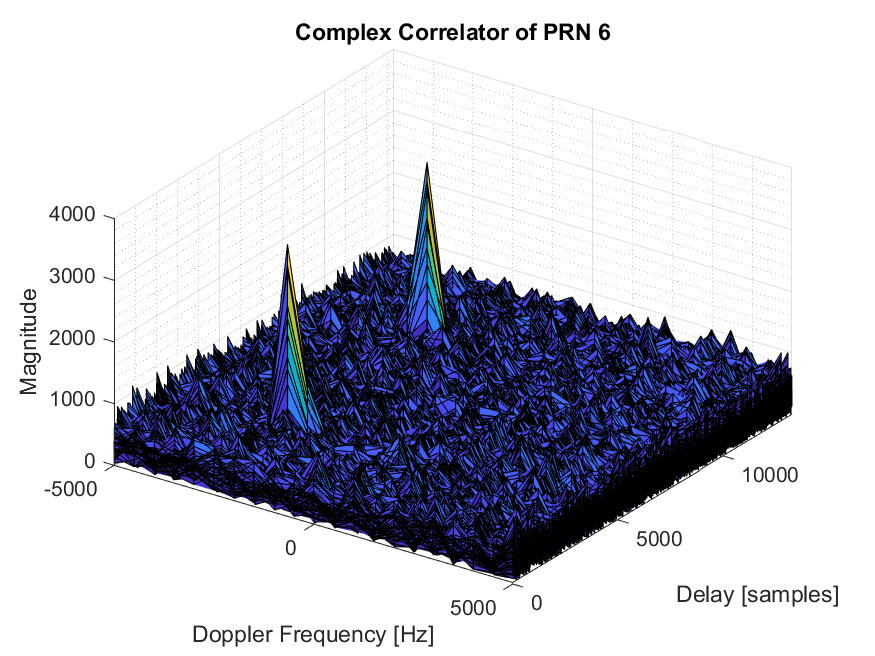 Complex Correlator of PRN 6
4000
3000
2000
1000
0
Magnitude
-5000
0
5000
Doppler Frequency [Hz]
0
5000
10000
Delay [samples]